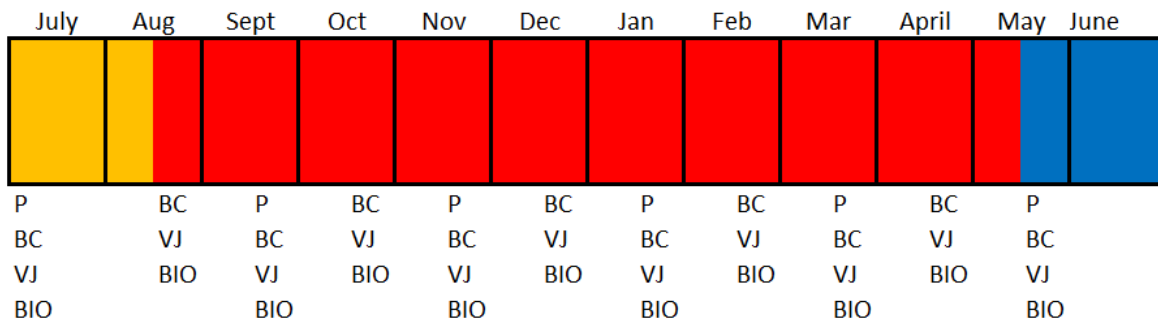 July Aug Sept Oct Nov Dec Jan Feb Mar April May June
P BC P BC P BC P BC P BC P
BC VJ BC VJ BC VJ BC VJ BC VJ BC
VJ BIO VJ BIO VJ BIO VJ BIO VJ BIO VJ
BIO BIO BIO BIO BIO BIO